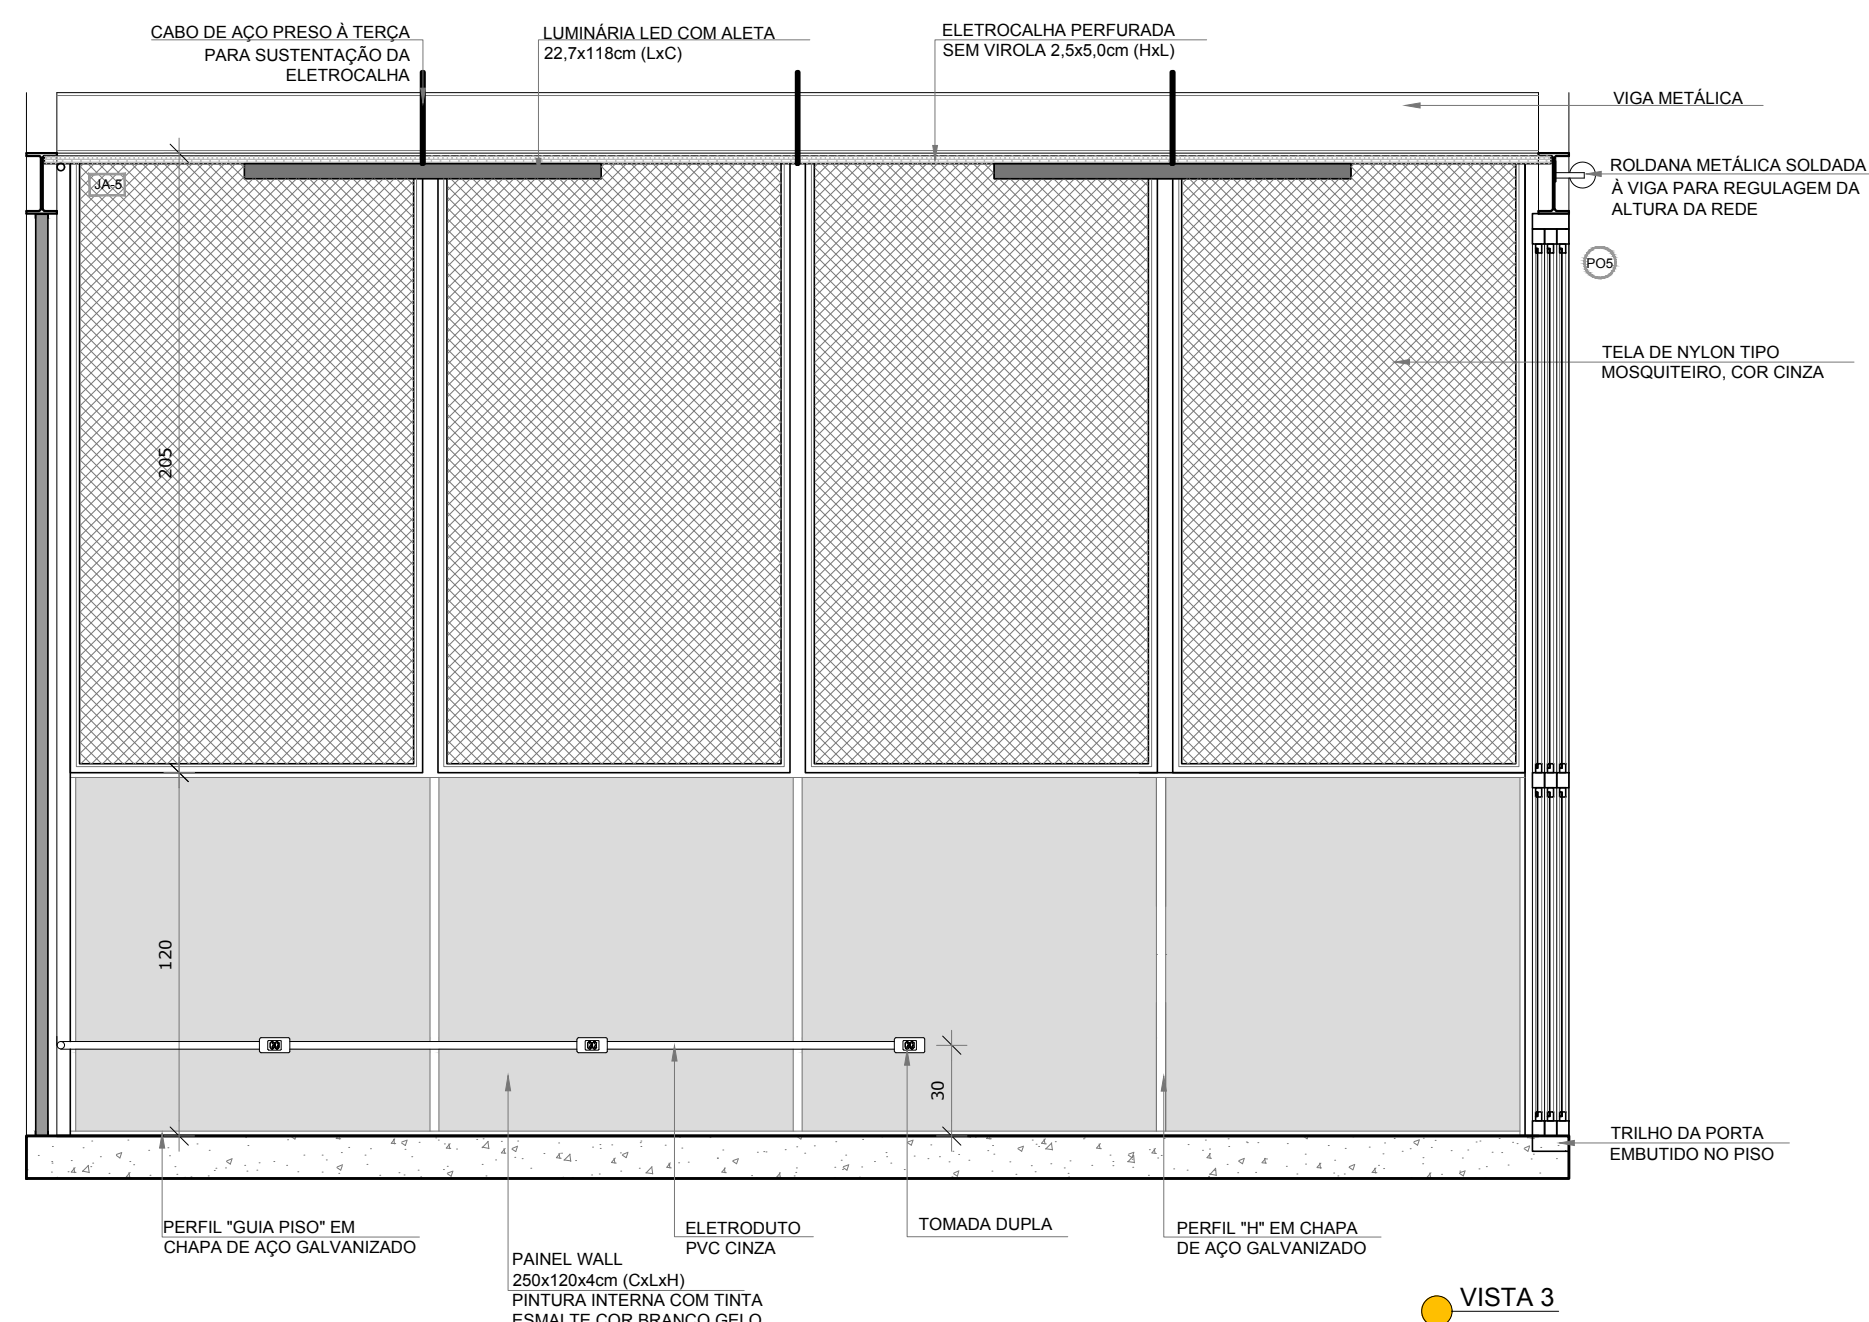 CABO DE AÇO PRESO À TERÇA
PARA SUSTENTAÇÃO DA
ELETROCALHA
LUMINÁRIA LED COM ALETA
22,7x118cm (LxC)
ELETROCALHA PERFURADA
SEM VIROLA 2,5x5,0cm (HxL)
VIGA METÁLICA
ROLDANA METÁLICA SOLDADA
À VIGA PARA REGULAGEM DA
ALTURA DA REDE
JA-5
PO5
TELA DE NYLON TIPO
MOSQUITEIRO, COR CINZA
205
120
30
TRILHO DA PORTA
EMBUTIDO NO PISO
PERFIL "GUIA PISO" EM
CHAPA DE AÇO GALVANIZADO
PAINEL WALL
250x120x4cm (CxLxH)
PINTURA INTERNA COM TINTA
ESMALTE COR BRANCO GELO
ELETRODUTO
PVC CINZA
TOMADA DUPLA
PERFIL "H" EM CHAPA
DE AÇO GALVANIZADO
VISTA 3